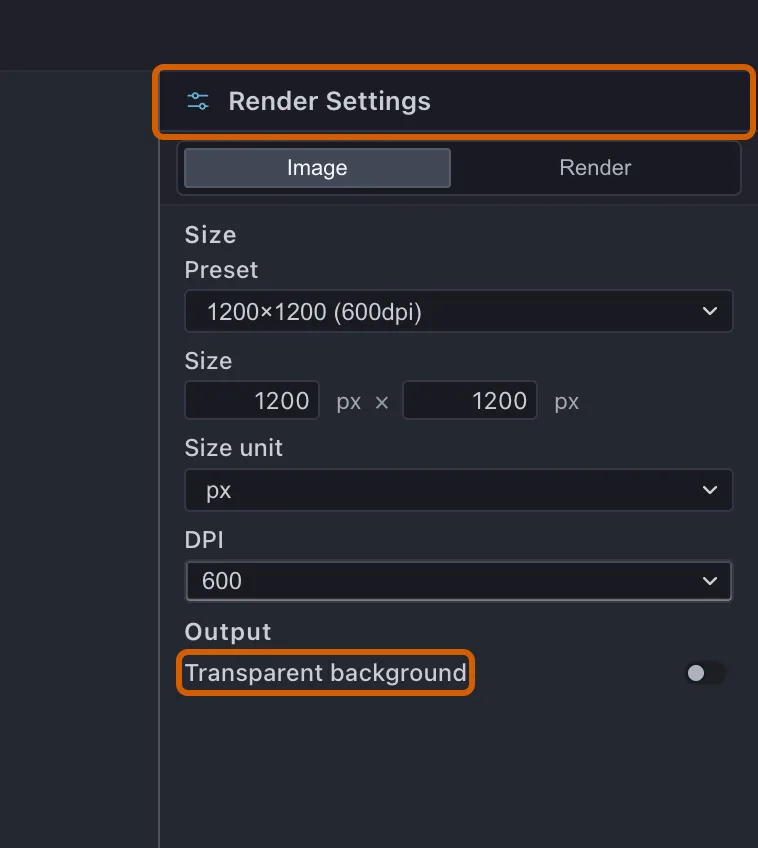 Render Settings
Image Render
Size
Preset
1200×1200 (600dpi)
Size
1200 px × 1200 px
Size unit
px
DPI
600
Output
Transparent background